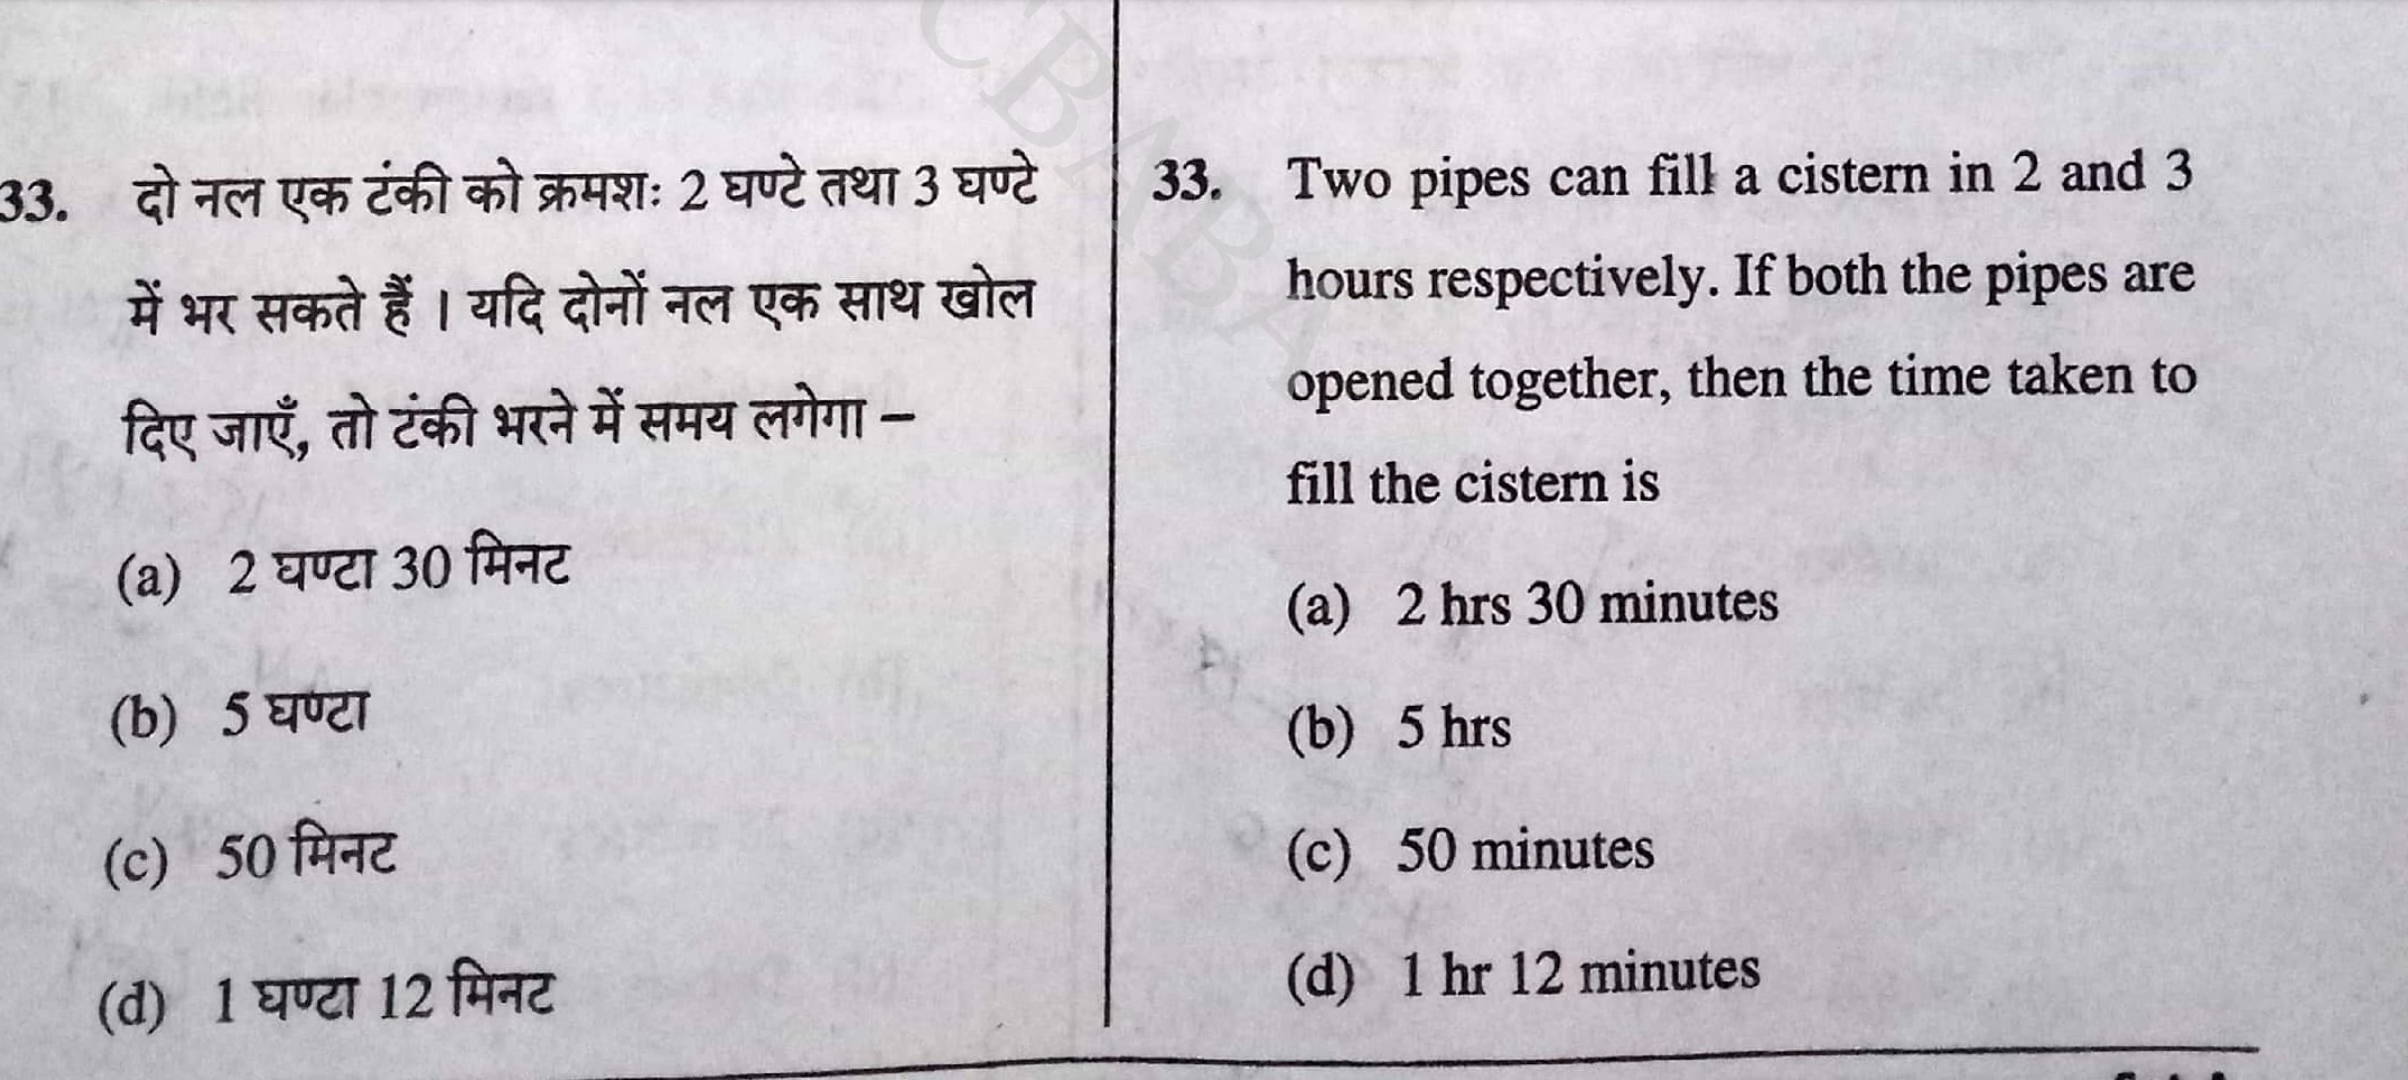 33. दो नल एक टंकी को क्रमशः 2 घण्टे तथा 3 घण्टे
में भर सकते हैं । यदि दोनों नल एक साथ खोल
दिए जाएँ, तो टंकी भरने में समय लगेगा –
(a) 2 घण्टा 30 मिनट
(b) 5 घण्टा
(c) 50 मिनट
(d) 1 घण्टा 12 मिनट
33. Two pipes can fill a cistern in 2 and 3
hours respectively. If both the pipes are
opened together, then the time taken to
fill the cistern is
(a) 2 hrs 30 minutes
(b) 5 hrs
(c) 50 minutes
(d) 1 hr 12 minutes
CBABA